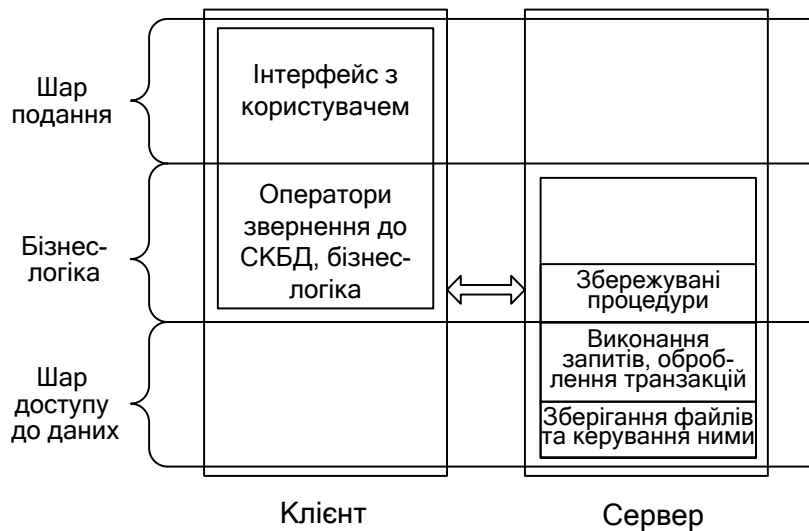 Шар
подання
Інтерфейс з
користувачем
Бізнес-
логіка
Оператори
звернення до
СКБД, бізнес-
логіка
Збережувані
процедури
Шар
доступу
до даних
Виконання
запитів, оброб-
лення транзакцій
Зберігання файлів
та керування ними
Клієнт
Сервер